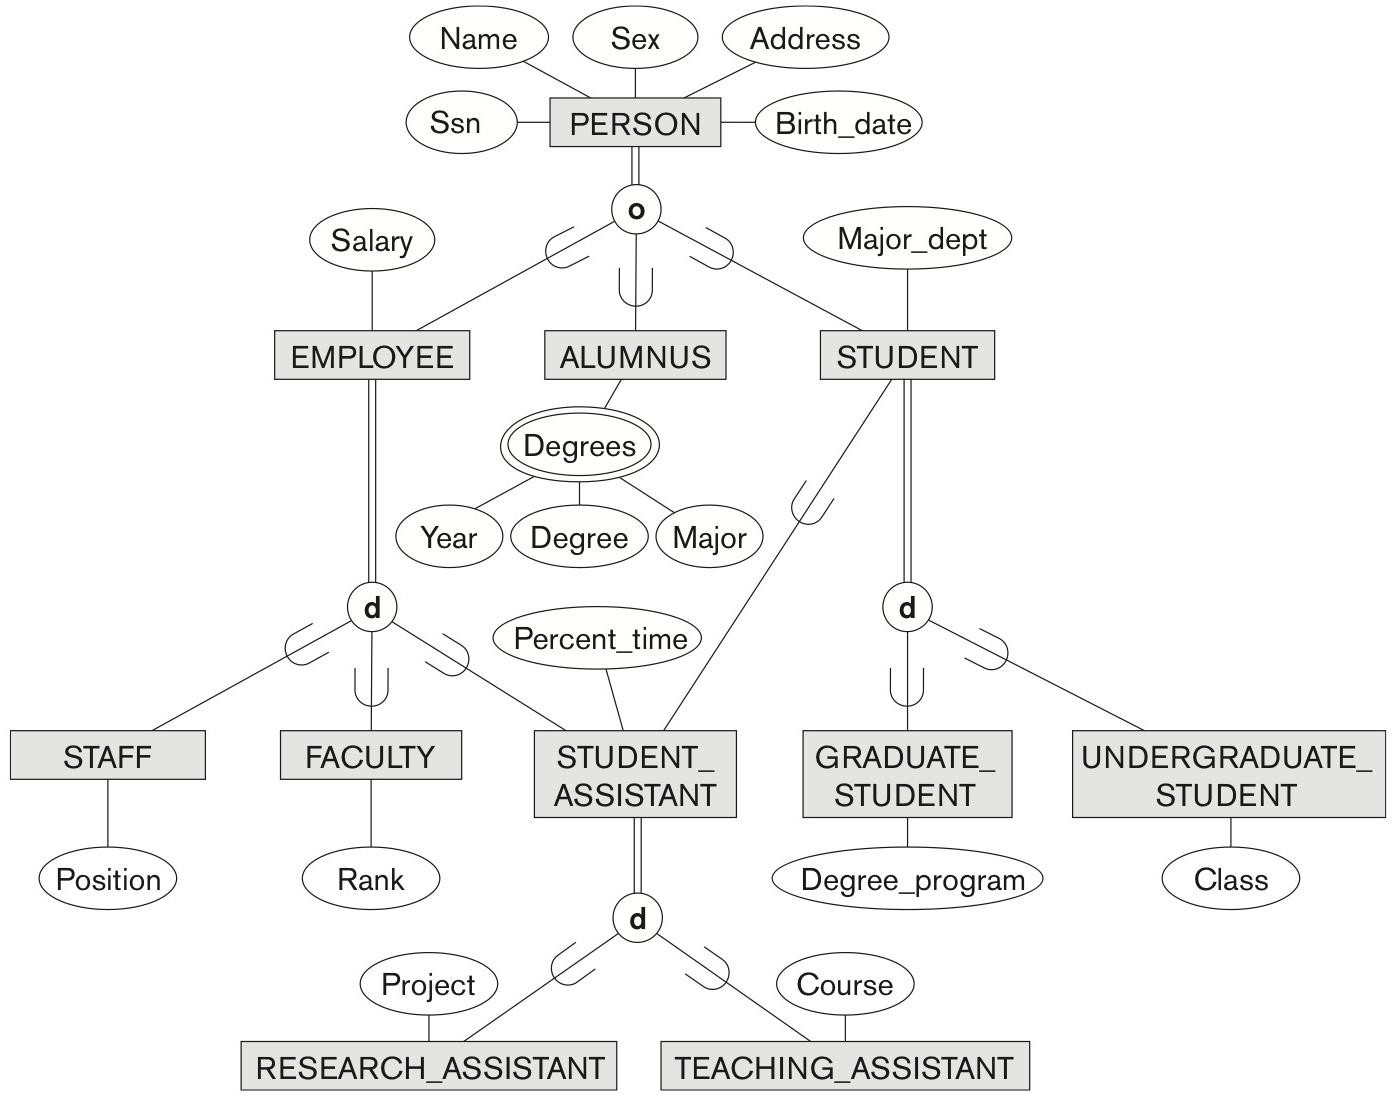 Name
Sex
Address
Ssn
PERSON
Birth_date
o
Salary
Major_dept
EMPLOYEE
ALUMNUS
STUDENT
Degrees
Year
Degree
Major
d
d
Percent_time
STAFF
FACULTY
STUDENT_
ASSISTANT
GRADUATE_
STUDENT
UNDERGRADUATE_
STUDENT
Position
Rank
Degree_program
Class
d
Project
Course
RESEARCH_ASSISTANT
TEACHING_ASSISTANT